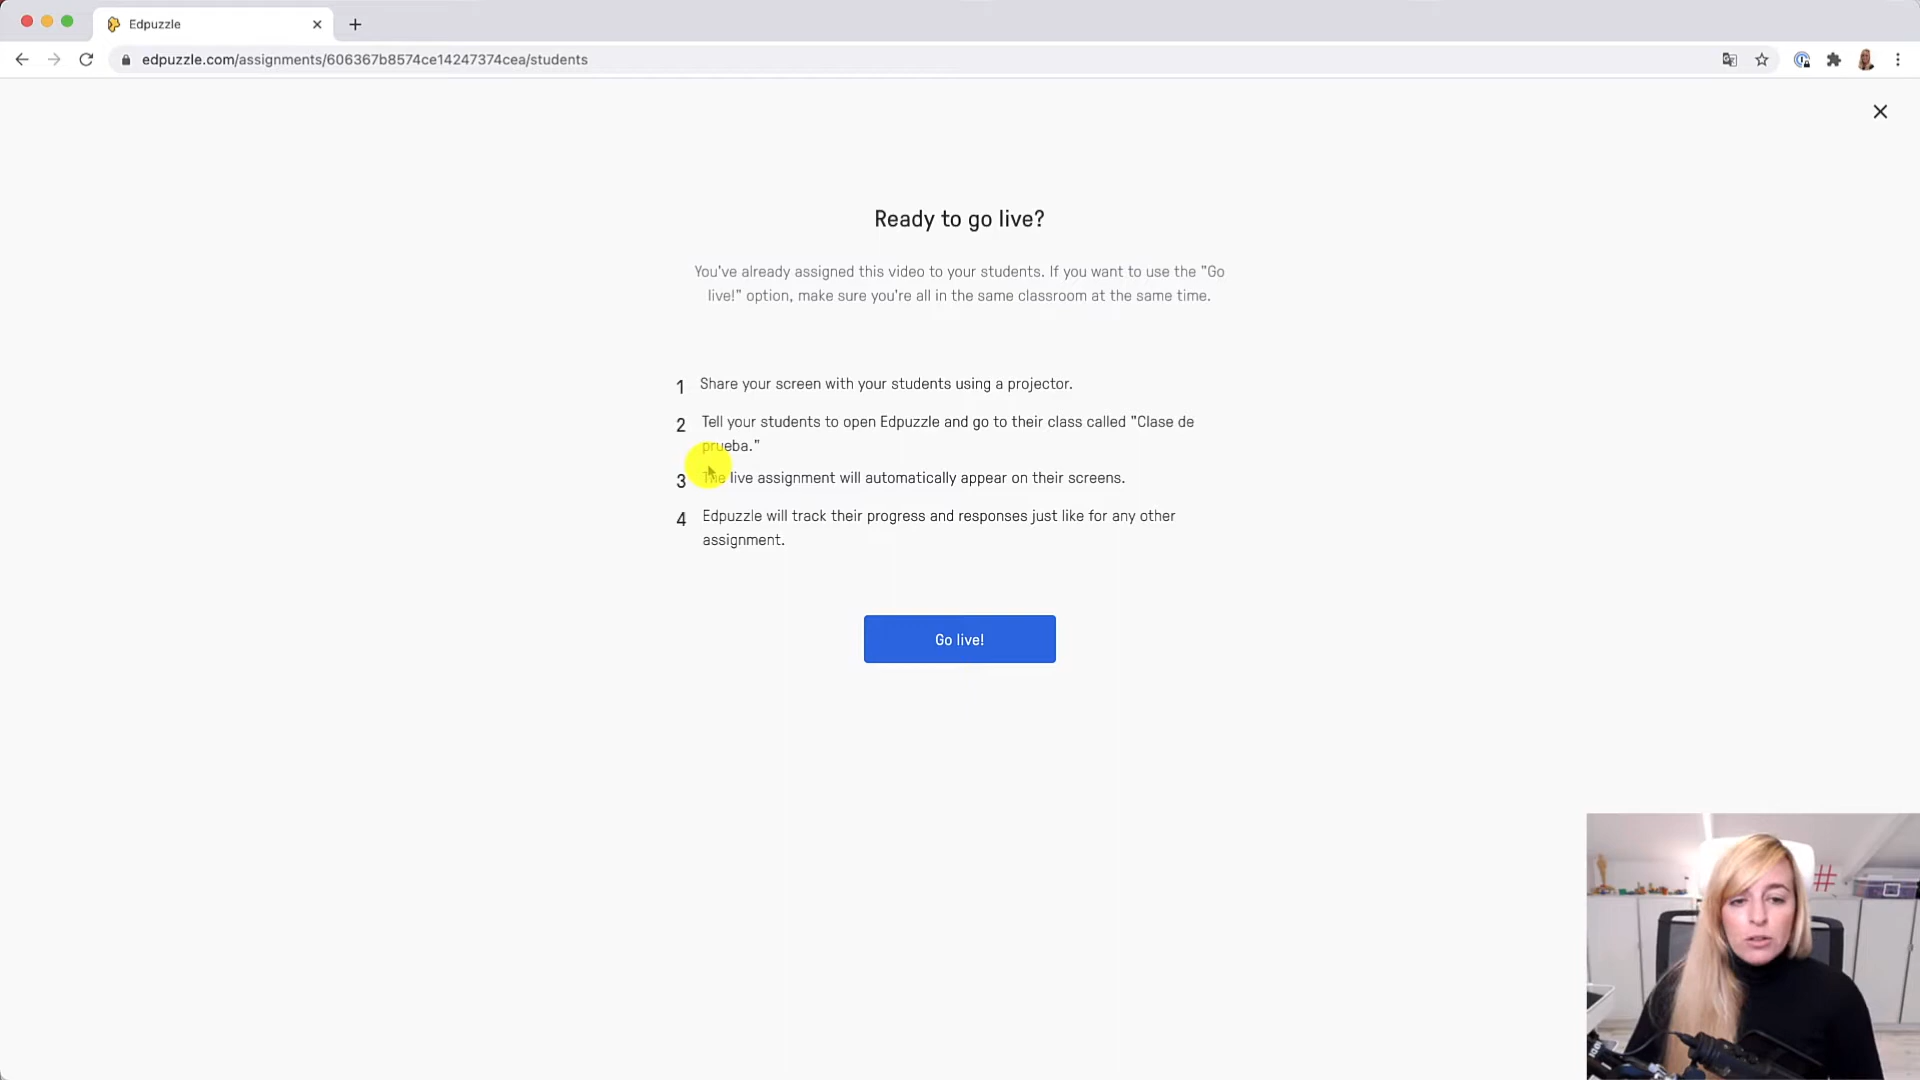 Edpuzzle
edpuzzle.com/assignments/606367b8574ce14247374cea/students
Ready to go live?
You've already assigned this video to your students. If you want to use the "Go
live!" option, make sure you're all in the same classroom at the same time.
1 Share your screen with your students using a projector.
2 Tell your students to open Edpuzzle and go to their class called "Clase de
prueba."
3 The live assignment will automatically appear on their screens.
4 Edpuzzle will track their progress and responses just like for any other
assignment.
Go live!
#